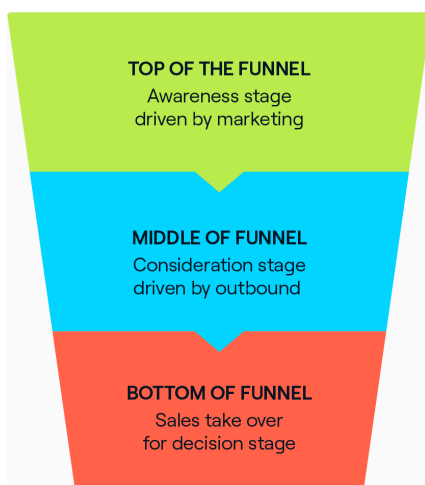 TOP OF THE FUNNEL
Awareness stage
driven by marketing
MIDDLE OF FUNNEL
Consideration stage
driven by outbound
BOTTOM OF FUNNEL
Sales take over
for decision stage